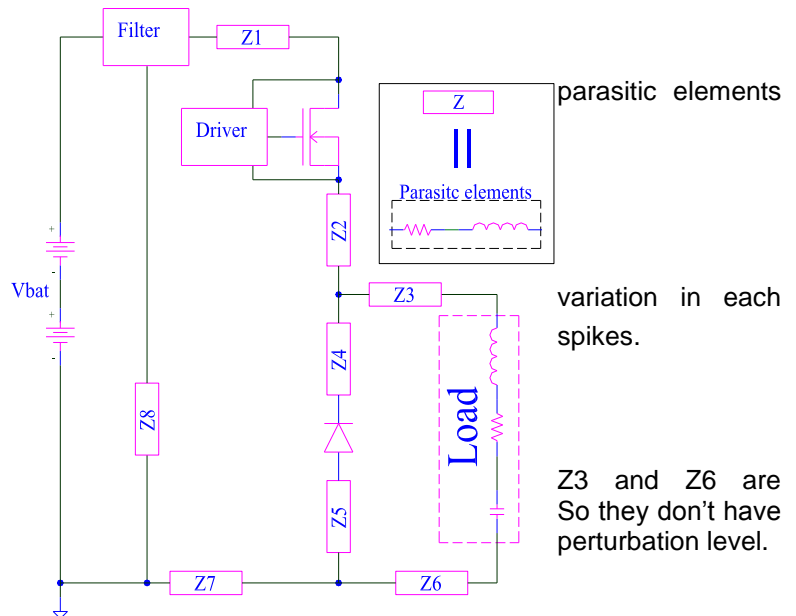 Filter
Z1
parasitic elements
Z
Driver
Parasitc elements
Z2
+
-
Vbat
+
-
Z3
variation in each
spikes.
Z4
Load
Z8
Z3 and Z6 are
So they don't have
perturbation level.
Z5
Z7
Z6